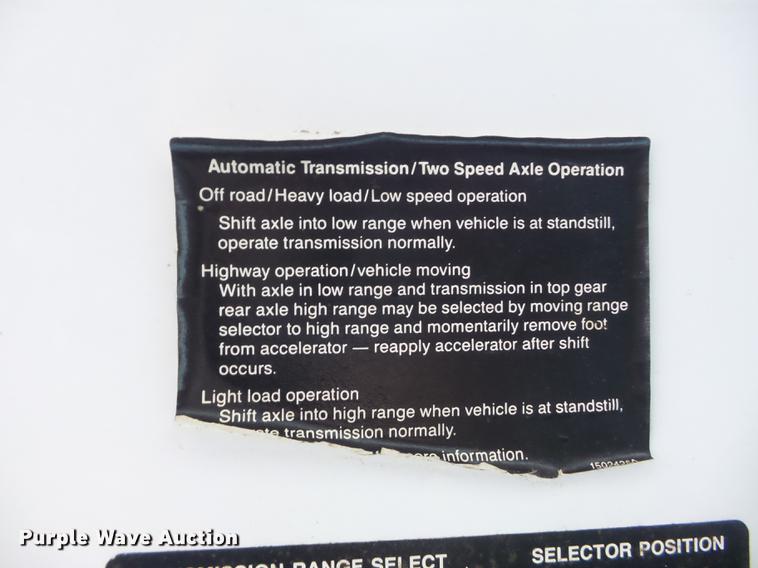 Automatic Transmission/Two Speed Axle Operation
Off road/Heavy load/Low speed operation
Shift axle into low range when vehicle is at standstill,
operate transmission normally.
Highway operation/vehicle moving
With axle in low range and transmission in top gear
rear axle high range may be selected by moving range
selector to high range and momentarily remove foot
from accelerator — reapply accelerator after shift
occurs.
Light load operation
Shift axle into high range when vehicle is at standstill,
transmission normally.
information.
RANGE SELECT
SELECTOR POSITION
Purple Wave Auction